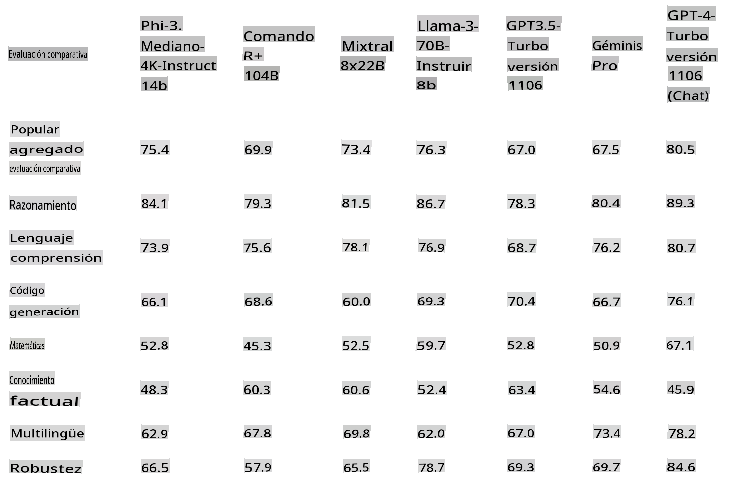 Evaluación comparativa
Phi-3.
Mediano-
4K-Instruct
14b
Comando
R+
104B
Mixtral
8x22B
Llama-3-
70B-
Instruir
8b
GPT3.5-
Turbo
versión
1106
Géminis
Pro
GPT-4-
Turbo
versión
1106
(Chat)
Popular
agregado
evaluación comparativa
75.4 69.9 73.4 76.3 67.0 67.5 80.5
Razonamiento 84.1 79.3 81.5 86.7 78.3 80.4 89.3
Lenguaje
comprensión
73.9 75.6 78.1 76.9 68.7 76.2 80.7
Código
generación
66.1 68.6 60.0 69.3 70.4 66.7 76.1
Matemáticas 52.8 45.3 52.5 59.7 52.8 50.9 67.1
Conocimiento
factual
48.3 60.3 60.6 52.4 63.4 54.6 45.9
Multilingüe 62.9 67.8 69.8 62.0 67.0 73.4 78.2
Robustez 66.5 57.9 65.5 78.7 69.3 69.7 84.6